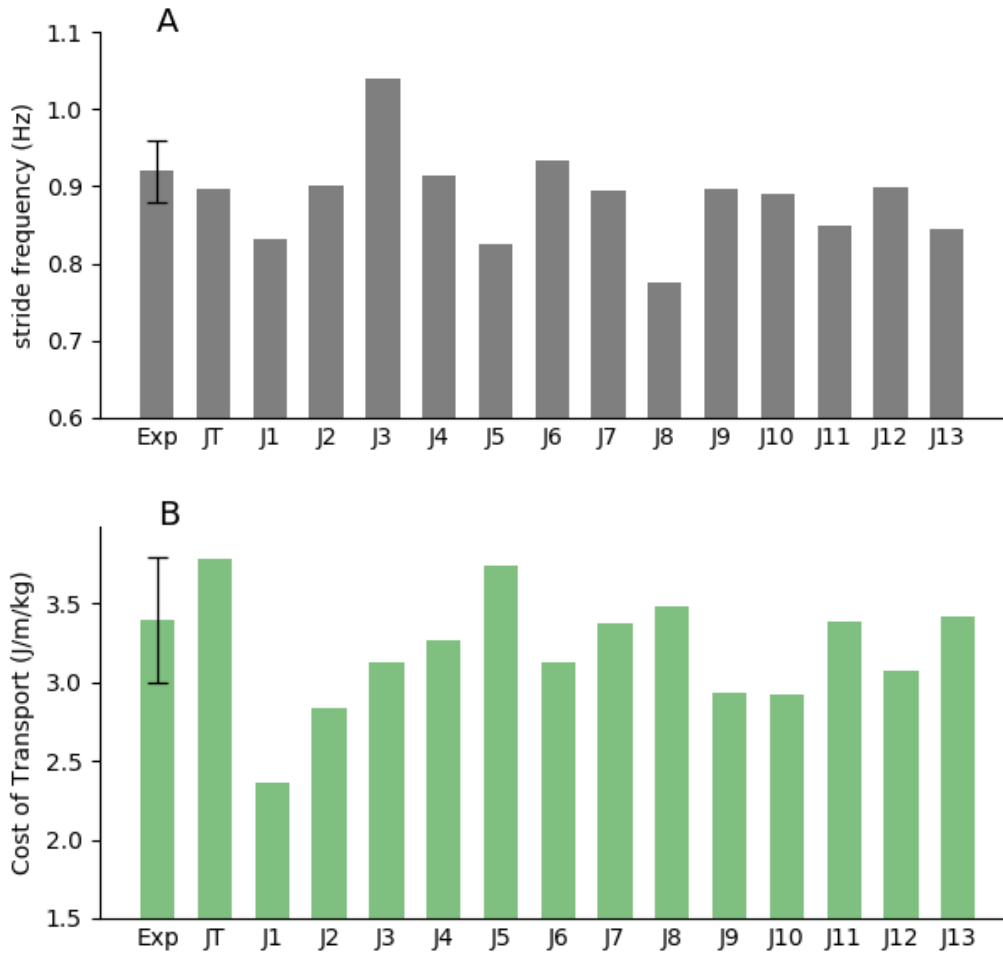 A
stride frequency (Hz)
1.1
1.0
0.9
0.8
0.7
0.6
Exp JT J1 J2 J3 J4 J5 J6 J7 J8 J9 J10 J11 J12 J13
B
Cost of Transport (J/m/kg)
3.5
3.0
2.5
2.0
1.5
Exp JT J1 J2 J3 J4 J5 J6 J7 J8 J9 J10 J11 J12 J13